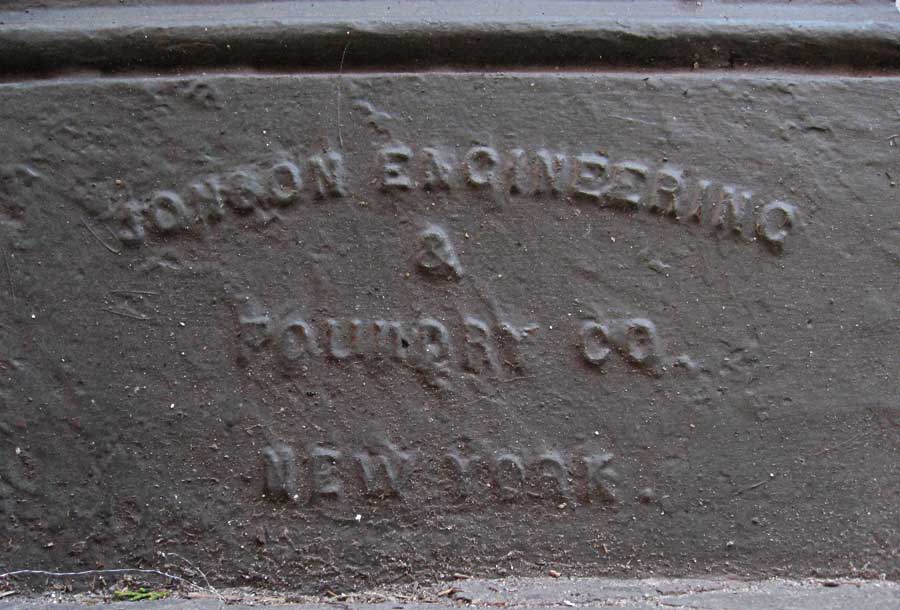 JONSON ENGINEERING
&
FOUNDRY CO.
NEW YORK.